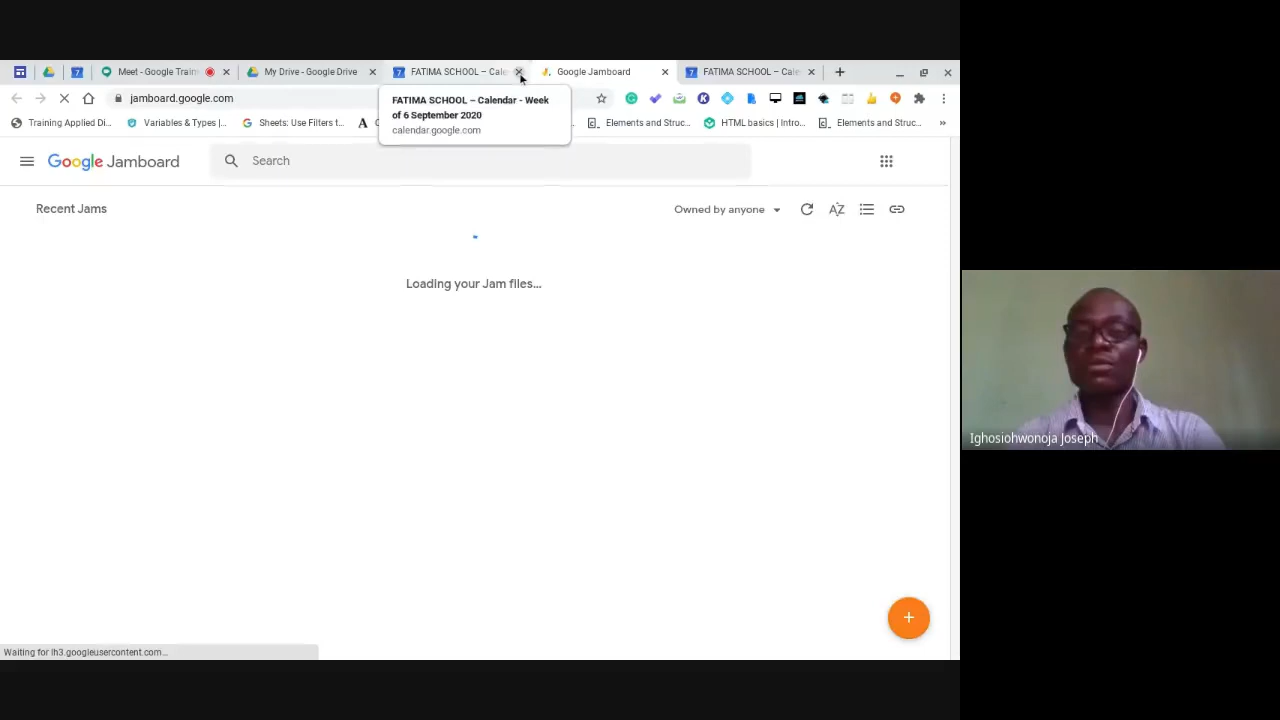 Meet - Google Train
My Drive - Google Drive
FATIMA SCHOOL – Cale
Google Jamboard
FATIMA SCHOOL – Cale
jamboard.google.com
FATIMA SCHOOL – Calendar - Week
of 6 September 2020
calendar.google.com
Training Applied Di...
Variables & Types |...
Sheets: Use Filters t...
Elements and Struc...
HTML basics | Intro...
Elements and Struc...
Google Jamboard
Search
Recent Jams
Owned by anyone
Loading your Jam files...
Ighosiohwonoja Joseph
Waiting for lh3.googleusercontent.com...